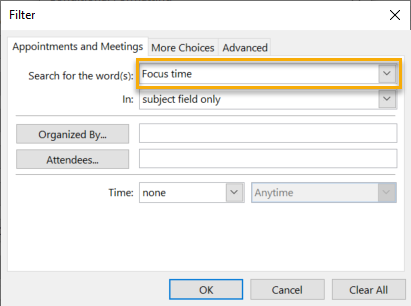 Filter
Appointments and Meetings More Choices Advanced
Search for the word(s): Focus time
In: subject field only
Organized By...
Attendees...
Time: none Anytime
OK Cancel Clear All